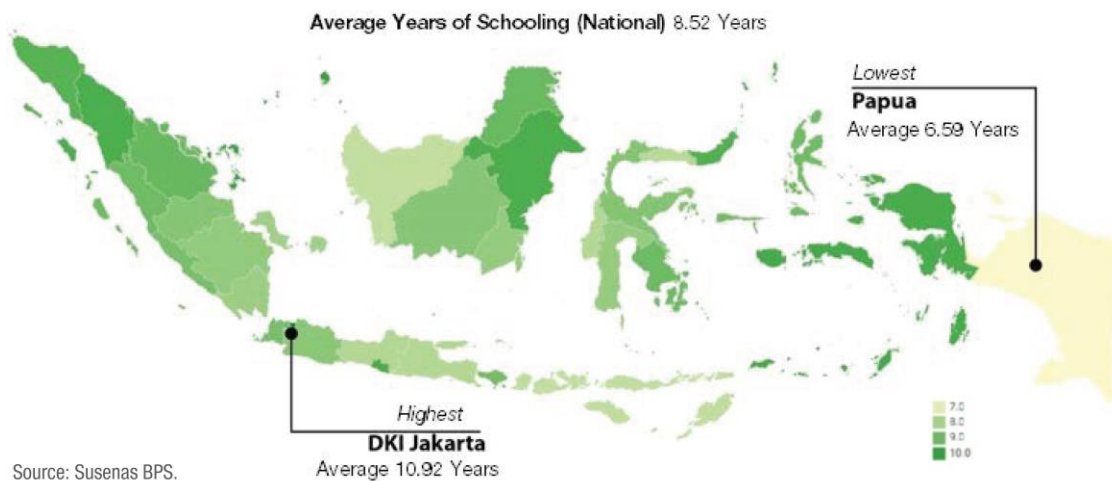 Average Years of Schooling (National) 8.52 Years
Lowest
Papua
Average 6.59 Years
Highest
DKI Jakarta
Average 10.92 Years
7.0
8.0
9.0
10.0
Source: Susenas BPS.